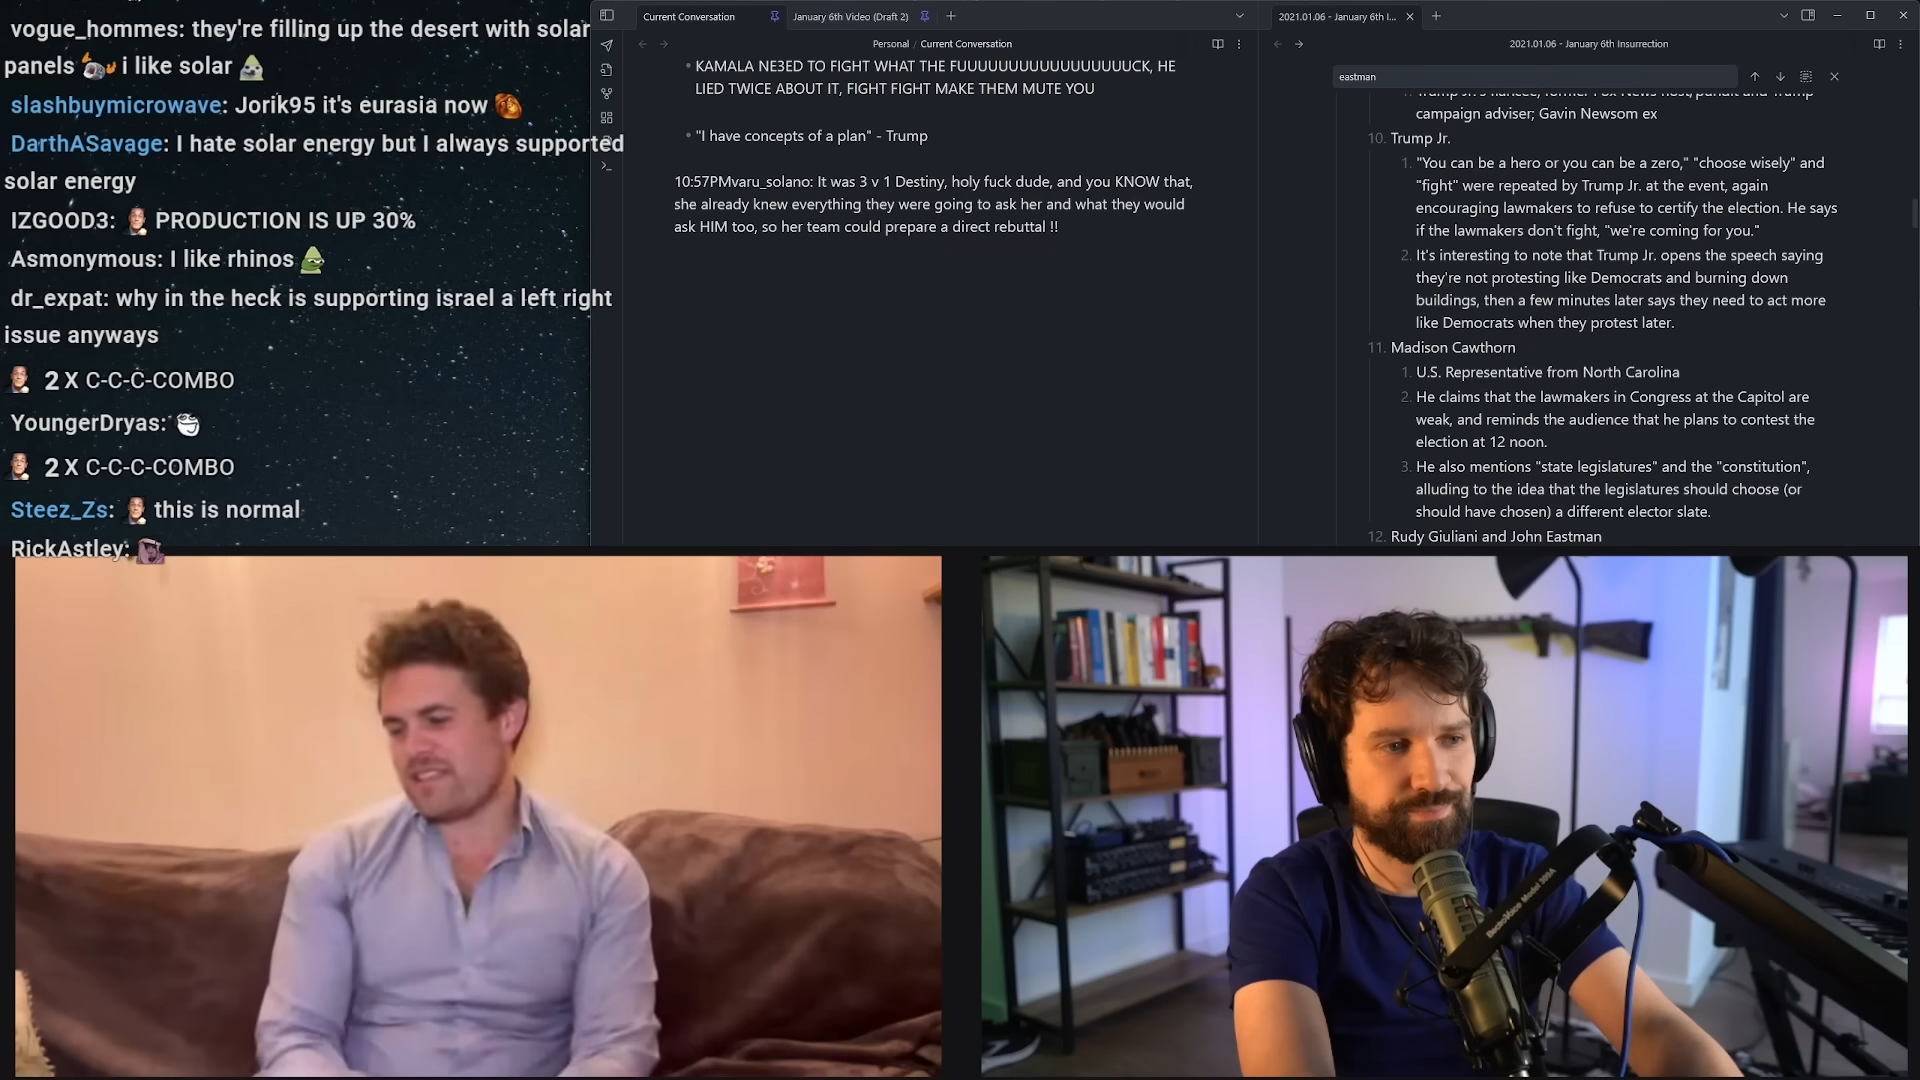 vogue_hommes: they're filling up the desert with solar
panels i like solar
slashbuymicrowave: Jorik95 it's eurasia now
DarthASavage: I hate solar energy but I always supported
solar energy
IZGOOD3: PRODUCTION IS UP 30%
Asmonymous: I like rhinos
dr_expat: why in the heck is supporting israel a left right
issue anyways
2 X C-C-C-COMBO
YoungerDryas:
2 X C-C-C-COMBO
Steez_Zs: this is normal
RickAstley:
Current Conversation
January 6th Video (Draft 2)
Personal / Current Conversation
• KAMALA NE3ED TO FIGHT WHAT THE FUUUUUUUUUUUUUUUUUCK, HE
LIED TWICE ABOUT IT, FIGHT FIGHT MAKE THEM MUTE YOU
• "I have concepts of a plan" - Trump
10:57PMvaru_solano: It was 3 v 1 Destiny, holy fuck dude, and you KNOW that,
she already knew everything they were going to ask her and what they would
ask HIM too, so her team could prepare a direct rebuttal !!
2021.01.06 - January 6th I...
2021.01.06 - January 6th Insurrection
eastman
1. Trump Jr.'s fiancee, former Fox News host, pundit and Trump
campaign adviser; Gavin Newsom ex
10. Trump Jr.
1. "You can be a hero or you can be a zero," "choose wisely" and
"fight" were repeated by Trump Jr. at the event, again
encouraging lawmakers to refuse to certify the election. He says
if the lawmakers don't fight, "we're coming for you."
2. It's interesting to note that Trump Jr. opens the speech saying
they're not protesting like Democrats and burning down
buildings, then a few minutes later says they need to act more
like Democrats when they protest later.
11. Madison Cawthorn
1. U.S. Representative from North Carolina
2. He claims that the lawmakers in Congress at the Capitol are
weak, and reminds the audience that he plans to contest the
election at 12 noon.
3. He also mentions "state legislatures" and the "constitution",
alluding to the idea that the legislatures should choose (or
should have chosen) a different elector slate.
12. Rudy Giuliani and John Eastman
ElectroVoice Model 309A